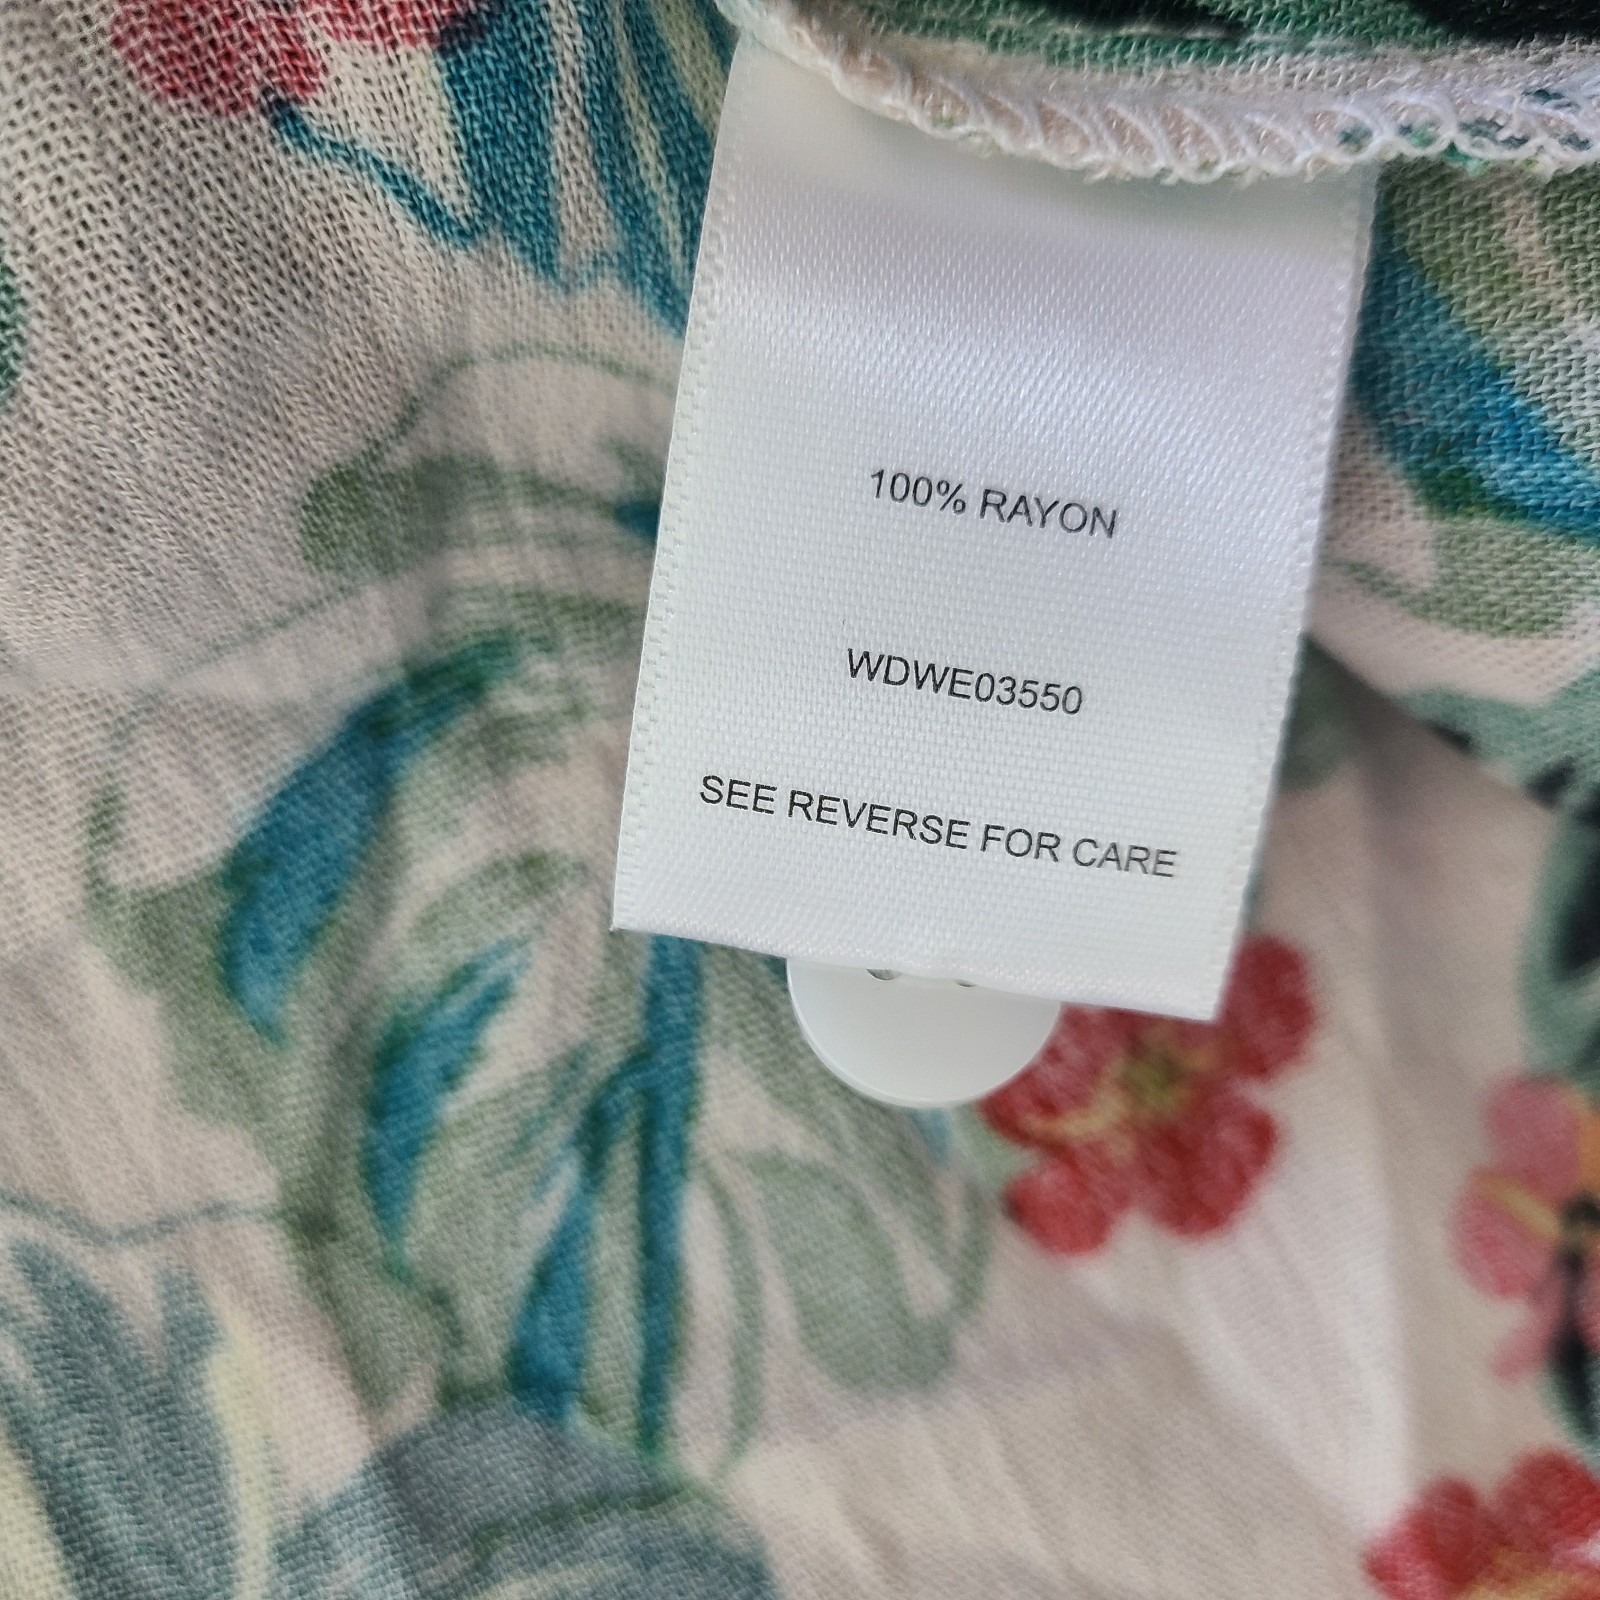 100% RAYON
WDWE03550
SEE REVERSE FOR CARE